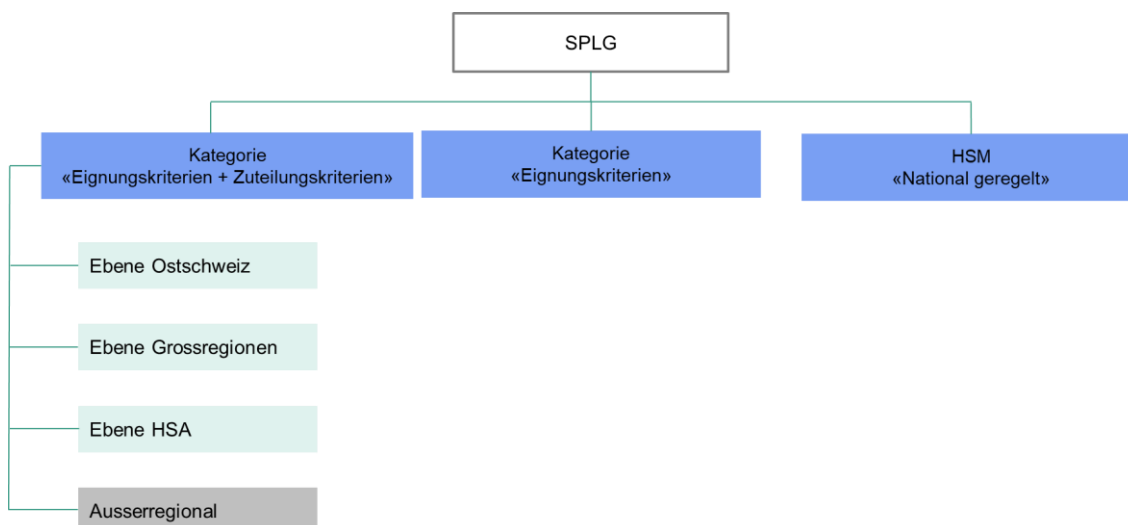 SPLG
Kategorie
«Eignungskriterien + Zuteilungskriterien»
Kategorie
«Eignungskriterien»
HSM
«National geregelt»
Ebene Ostschweiz
Ebene Grossregionen
Ebene HSA
Ausserregional